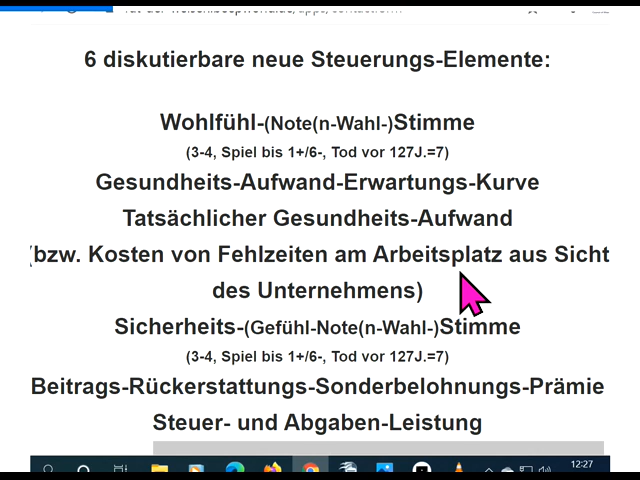 6 diskutierbare neue Steuerungs-Elemente:
Wohlfühl-(Note(n-Wahl-)Stimme
(3-4, Spiel bis 1+/6-, Tod vor 127J.=7)
Gesundheits-Aufwand-Erwartungs-Kurve
Tatsächlicher Gesundheits-Aufwand
(bzw. Kosten von Fehlzeiten am Arbeitsplatz aus Sicht
des Unternehmens)
Sicherheits-(Gefühl-Note(n-Wahl-)Stimme
(3-4, Spiel bis 1+/6-, Tod vor 127J.=7)
Beitrags-Rückerstattungs-Sonderbelohnungs-Prämie
Steuer- und Abgaben-Leistung
12:27